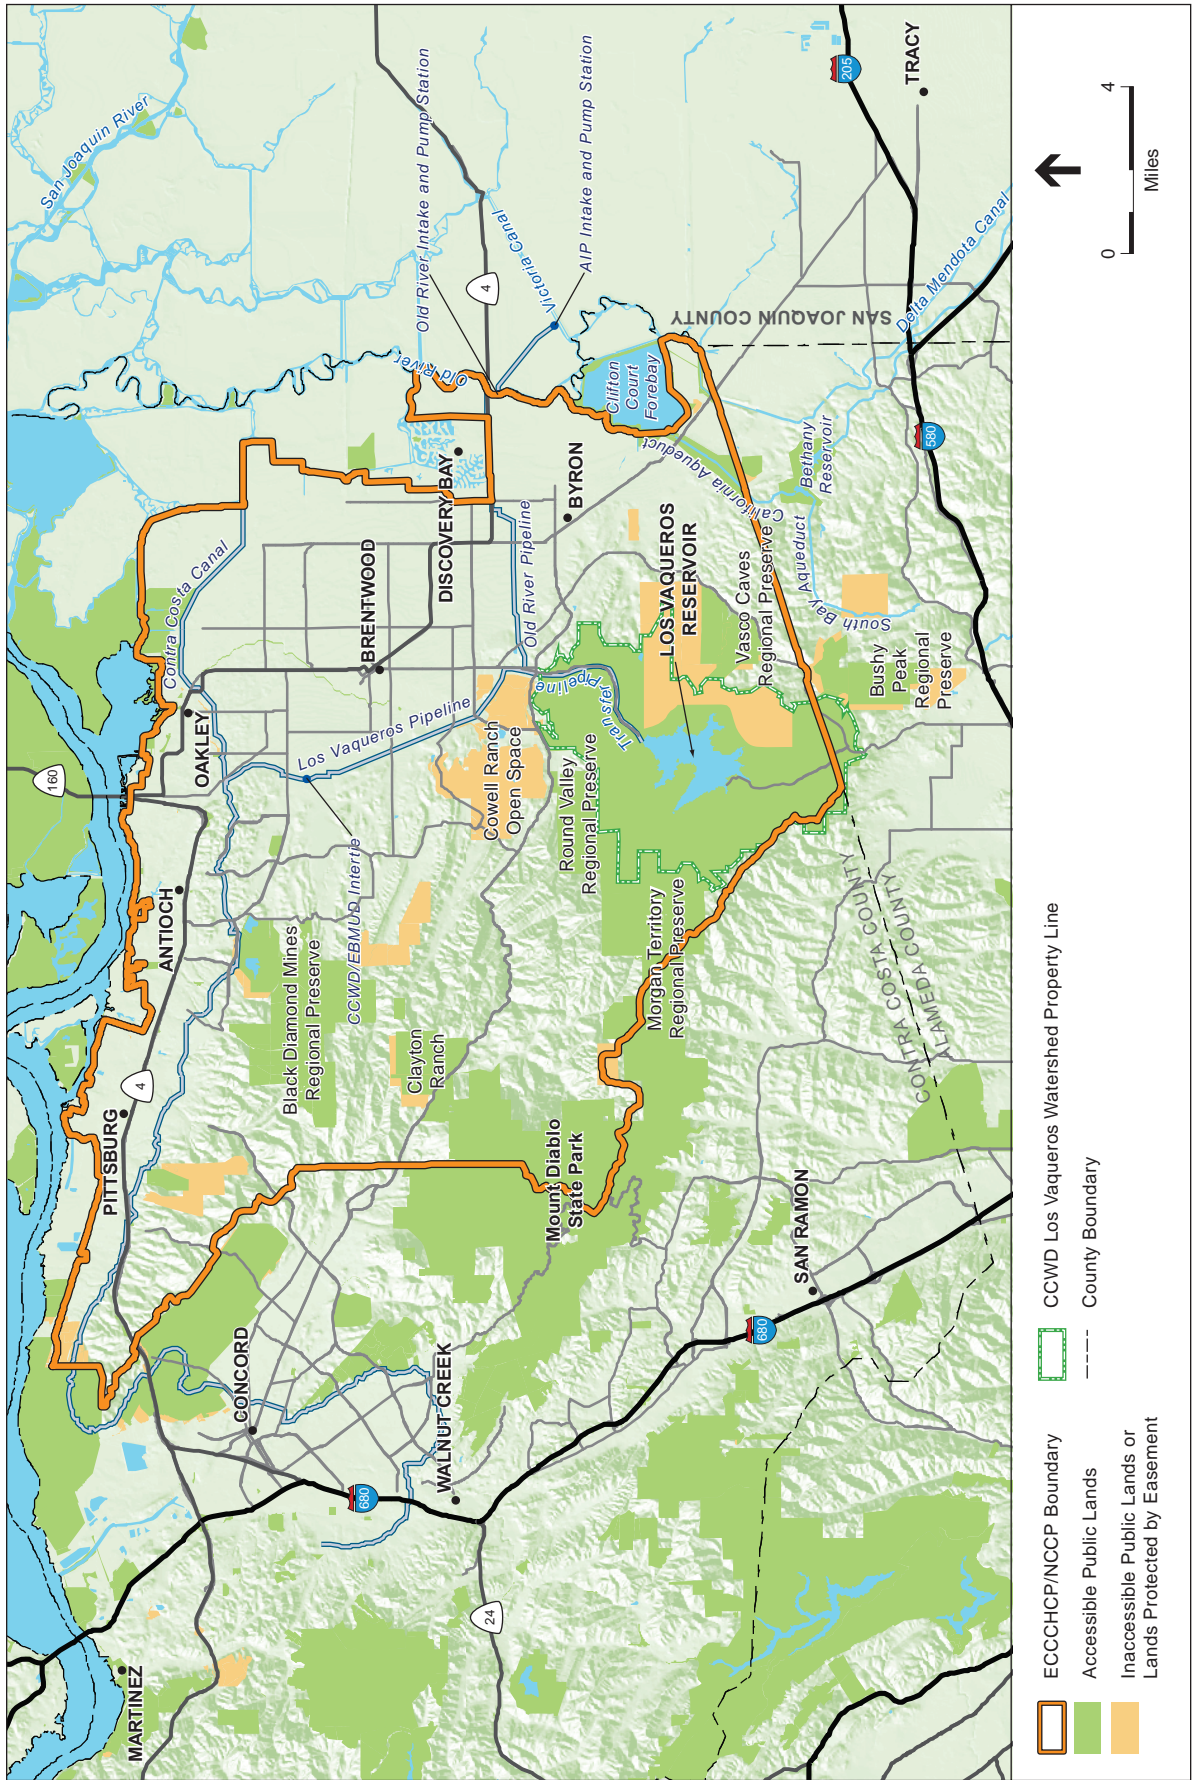 San Joaquin River
Old River Intake and Pump Station
AIP Intake and Pump Station
Victoria Canal
4
205
TRACY
Old River
Clifton
Court
Forebay
SAN JOAQUIN COUNTY
Delta Mendota Canal
580
Contra Costa Canal
DISCOVERY BAY
BYRON
California Aqueduct
Bethany
Reservoir
BRENTWOOD
Old River Pipeline
LOS VAQUEROS
RESERVOIR
Vasco Caves
Regional Preserve
South Bay Aqueduct
Bushy
Peak
Regional
Preserve
160
OAKLEY
Los Vaqueros Pipeline
Transfer Pipeline
Cowell Ranch
Open Space
Round Valley
Regional Preserve
CCWD/EBMUD Intertie
ANTIOCH
Black Diamond Mines
Regional Preserve
Morgan Territory
Regional Preserve
CONTRA COSTA COUNTY
ALAMEDA COUNTY
Clayton
Ranch
4
PITTSBURG
Mount Diablo
State Park
SAN RAMON
680
CONCORD
WALNUT CREEK
680
24
MARTINEZ
ECCCHCP/NCCP Boundary
Accessible Public Lands
Inaccessible Public Lands or
Lands Protected by Easement
CCWD Los Vaqueros Watershed Property Line
County Boundary
0 4
Miles